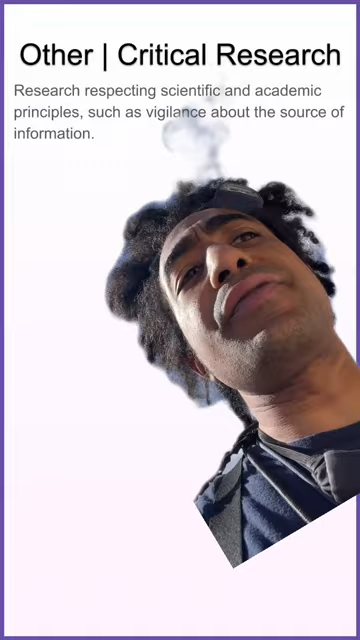 Other | Critical Research
Research respecting scientific and academic
principles, such as vigilance about the source of
information.